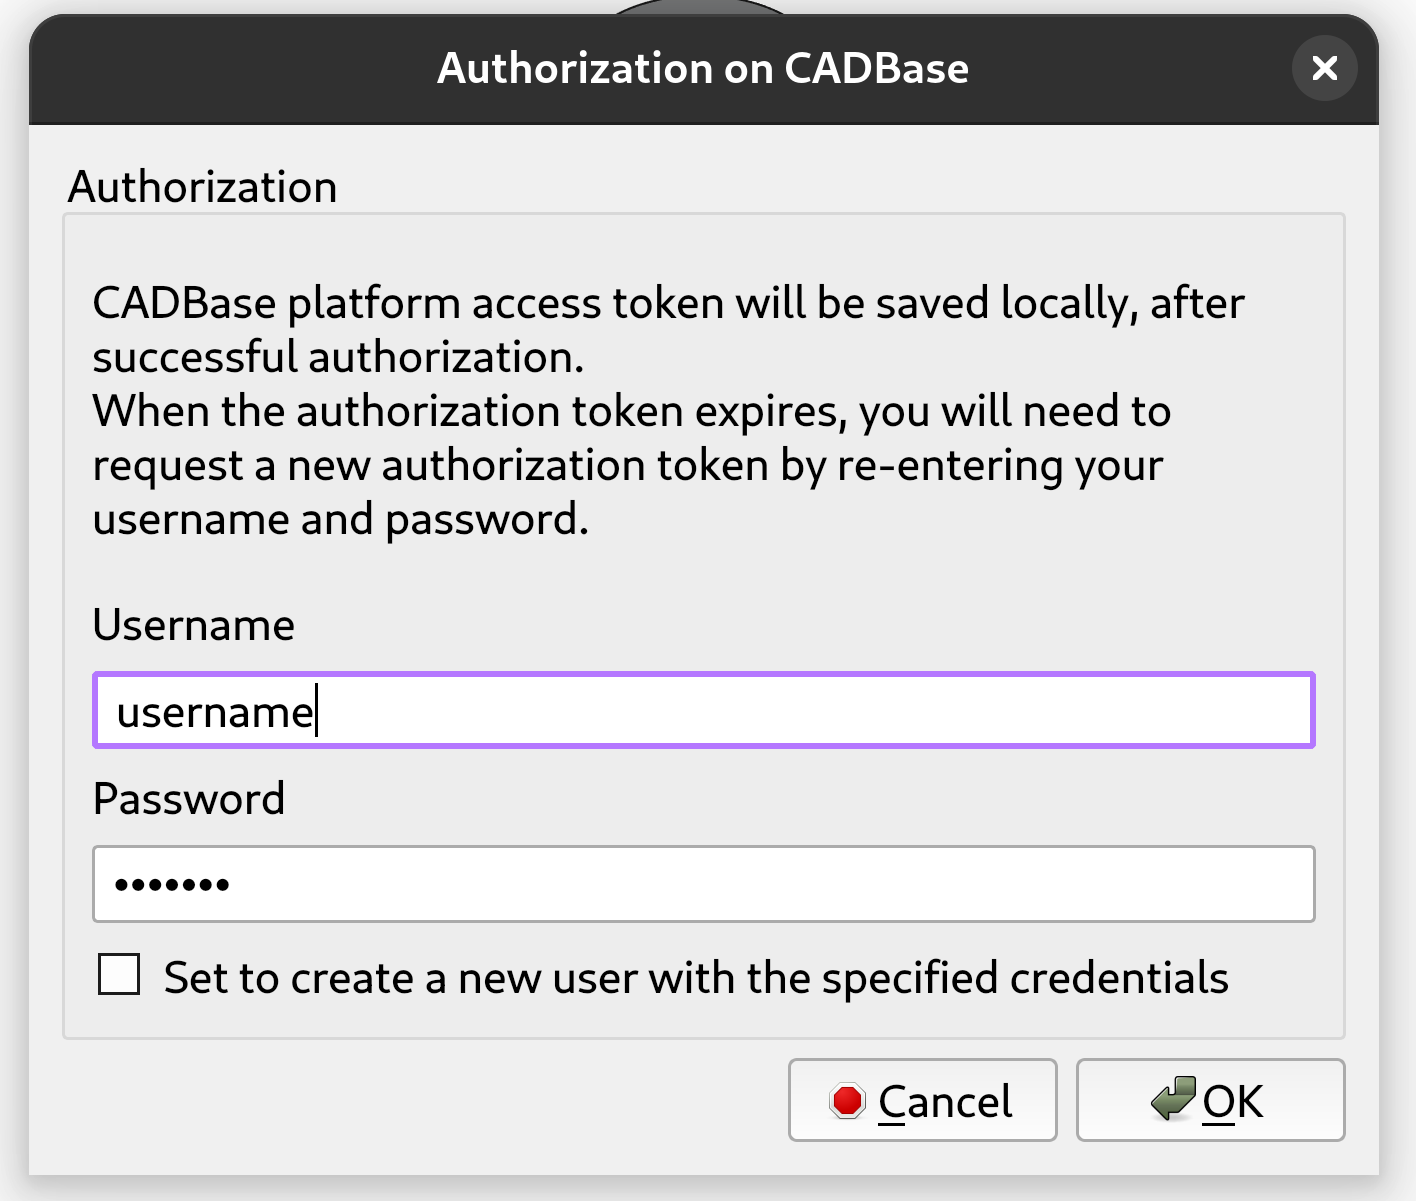 Authorization on CADBase
Authorization
CADBase platform access token will be saved locally, after
successful authorization.
When the authorization token expires, you will need to
request a new authorization token by re-entering your
username and password.
Username
username
Password
•••••••
Set to create a new user with the specified credentials
Cancel
OK